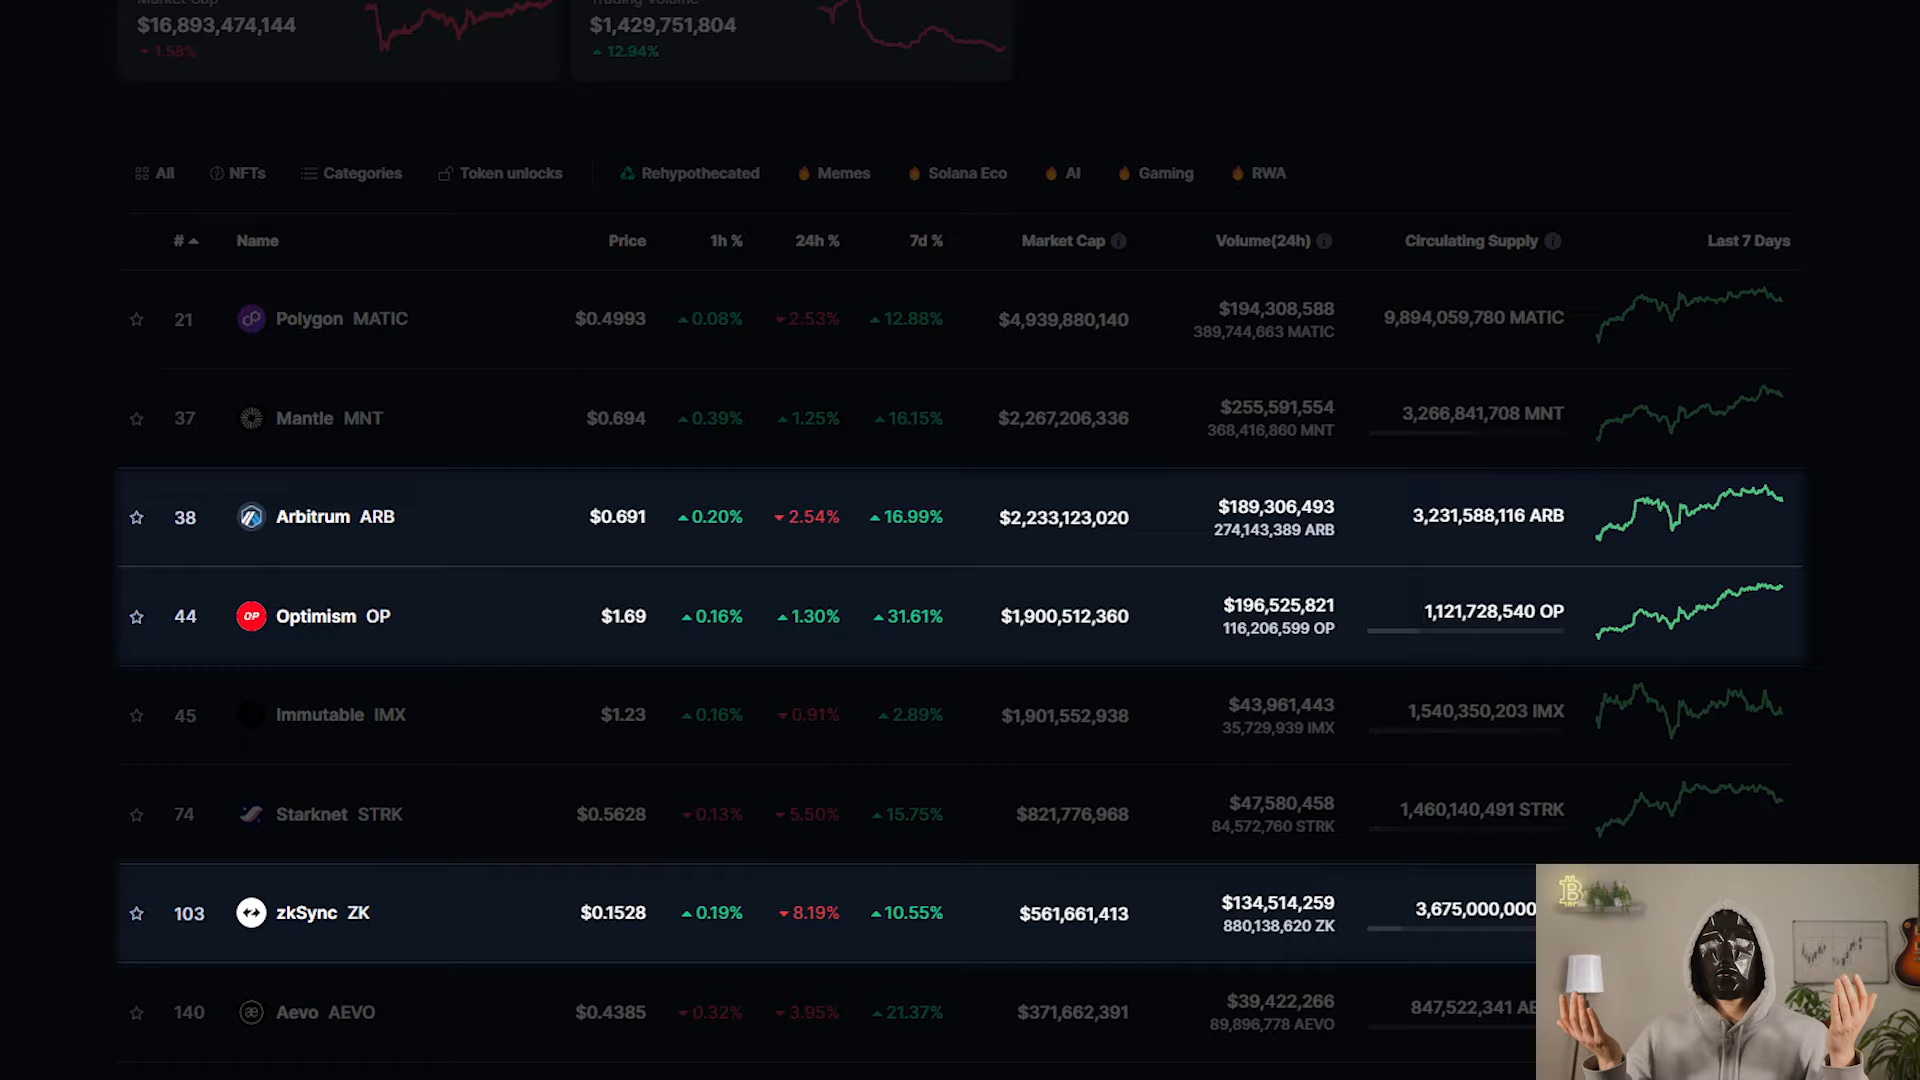 Market Cap
Trading Volume
$16,893,474,144
$1,429,751,804
1.58%
12.94%
All
NFTs
Categories
Token unlocks
Rehypothecated
Memes
Solana Eco
AI
Gaming
RWA
# Name Price 1h % 24h % 7d % Market Cap Volume(24h) Circulating Supply Last 7 Days
21 Polygon MATIC $0.4993 0.08% 2.53% 12.88% $4,939,880,140 $194,308,588 9,894,059,780 MATIC
389,744,663 MATIC
37 Mantle MNT $0.694 0.39% 1.25% 16.15% $2,267,206,336 $255,591,554 3,266,841,708 MNT
368,416,860 MNT
38 Arbitrum ARB $0.691 0.20% 2.54% 16.99% $2,233,123,020 $189,306,493 3,231,588,116 ARB
274,143,389 ARB
44 OP Optimism OP $1.69 0.16% 1.30% 31.61% $1,900,512,360 $196,525,821 1,121,728,540 OP
116,206,599 OP
45 Immutable IMX $1.23 0.16% 0.91% 2.89% $1,901,552,938 $43,961,443 1,540,350,203 IMX
35,729,939 IMX
74 Starknet STRK $0.5628 0.13% 5.50% 15.75% $821,776,968 $47,580,458 1,460,140,491 STRK
84,572,760 STRK
103 zkSync ZK $0.1528 0.19% 8.19% 10.55% $561,661,413 $134,514,259 3,675,000,000
880,138,620 ZK
140 Aevo AEVO $0.4385 0.32% 3.95% 21.37% $371,662,391 $39,422,266 847,522,341 AE
89,896,778 AEVO